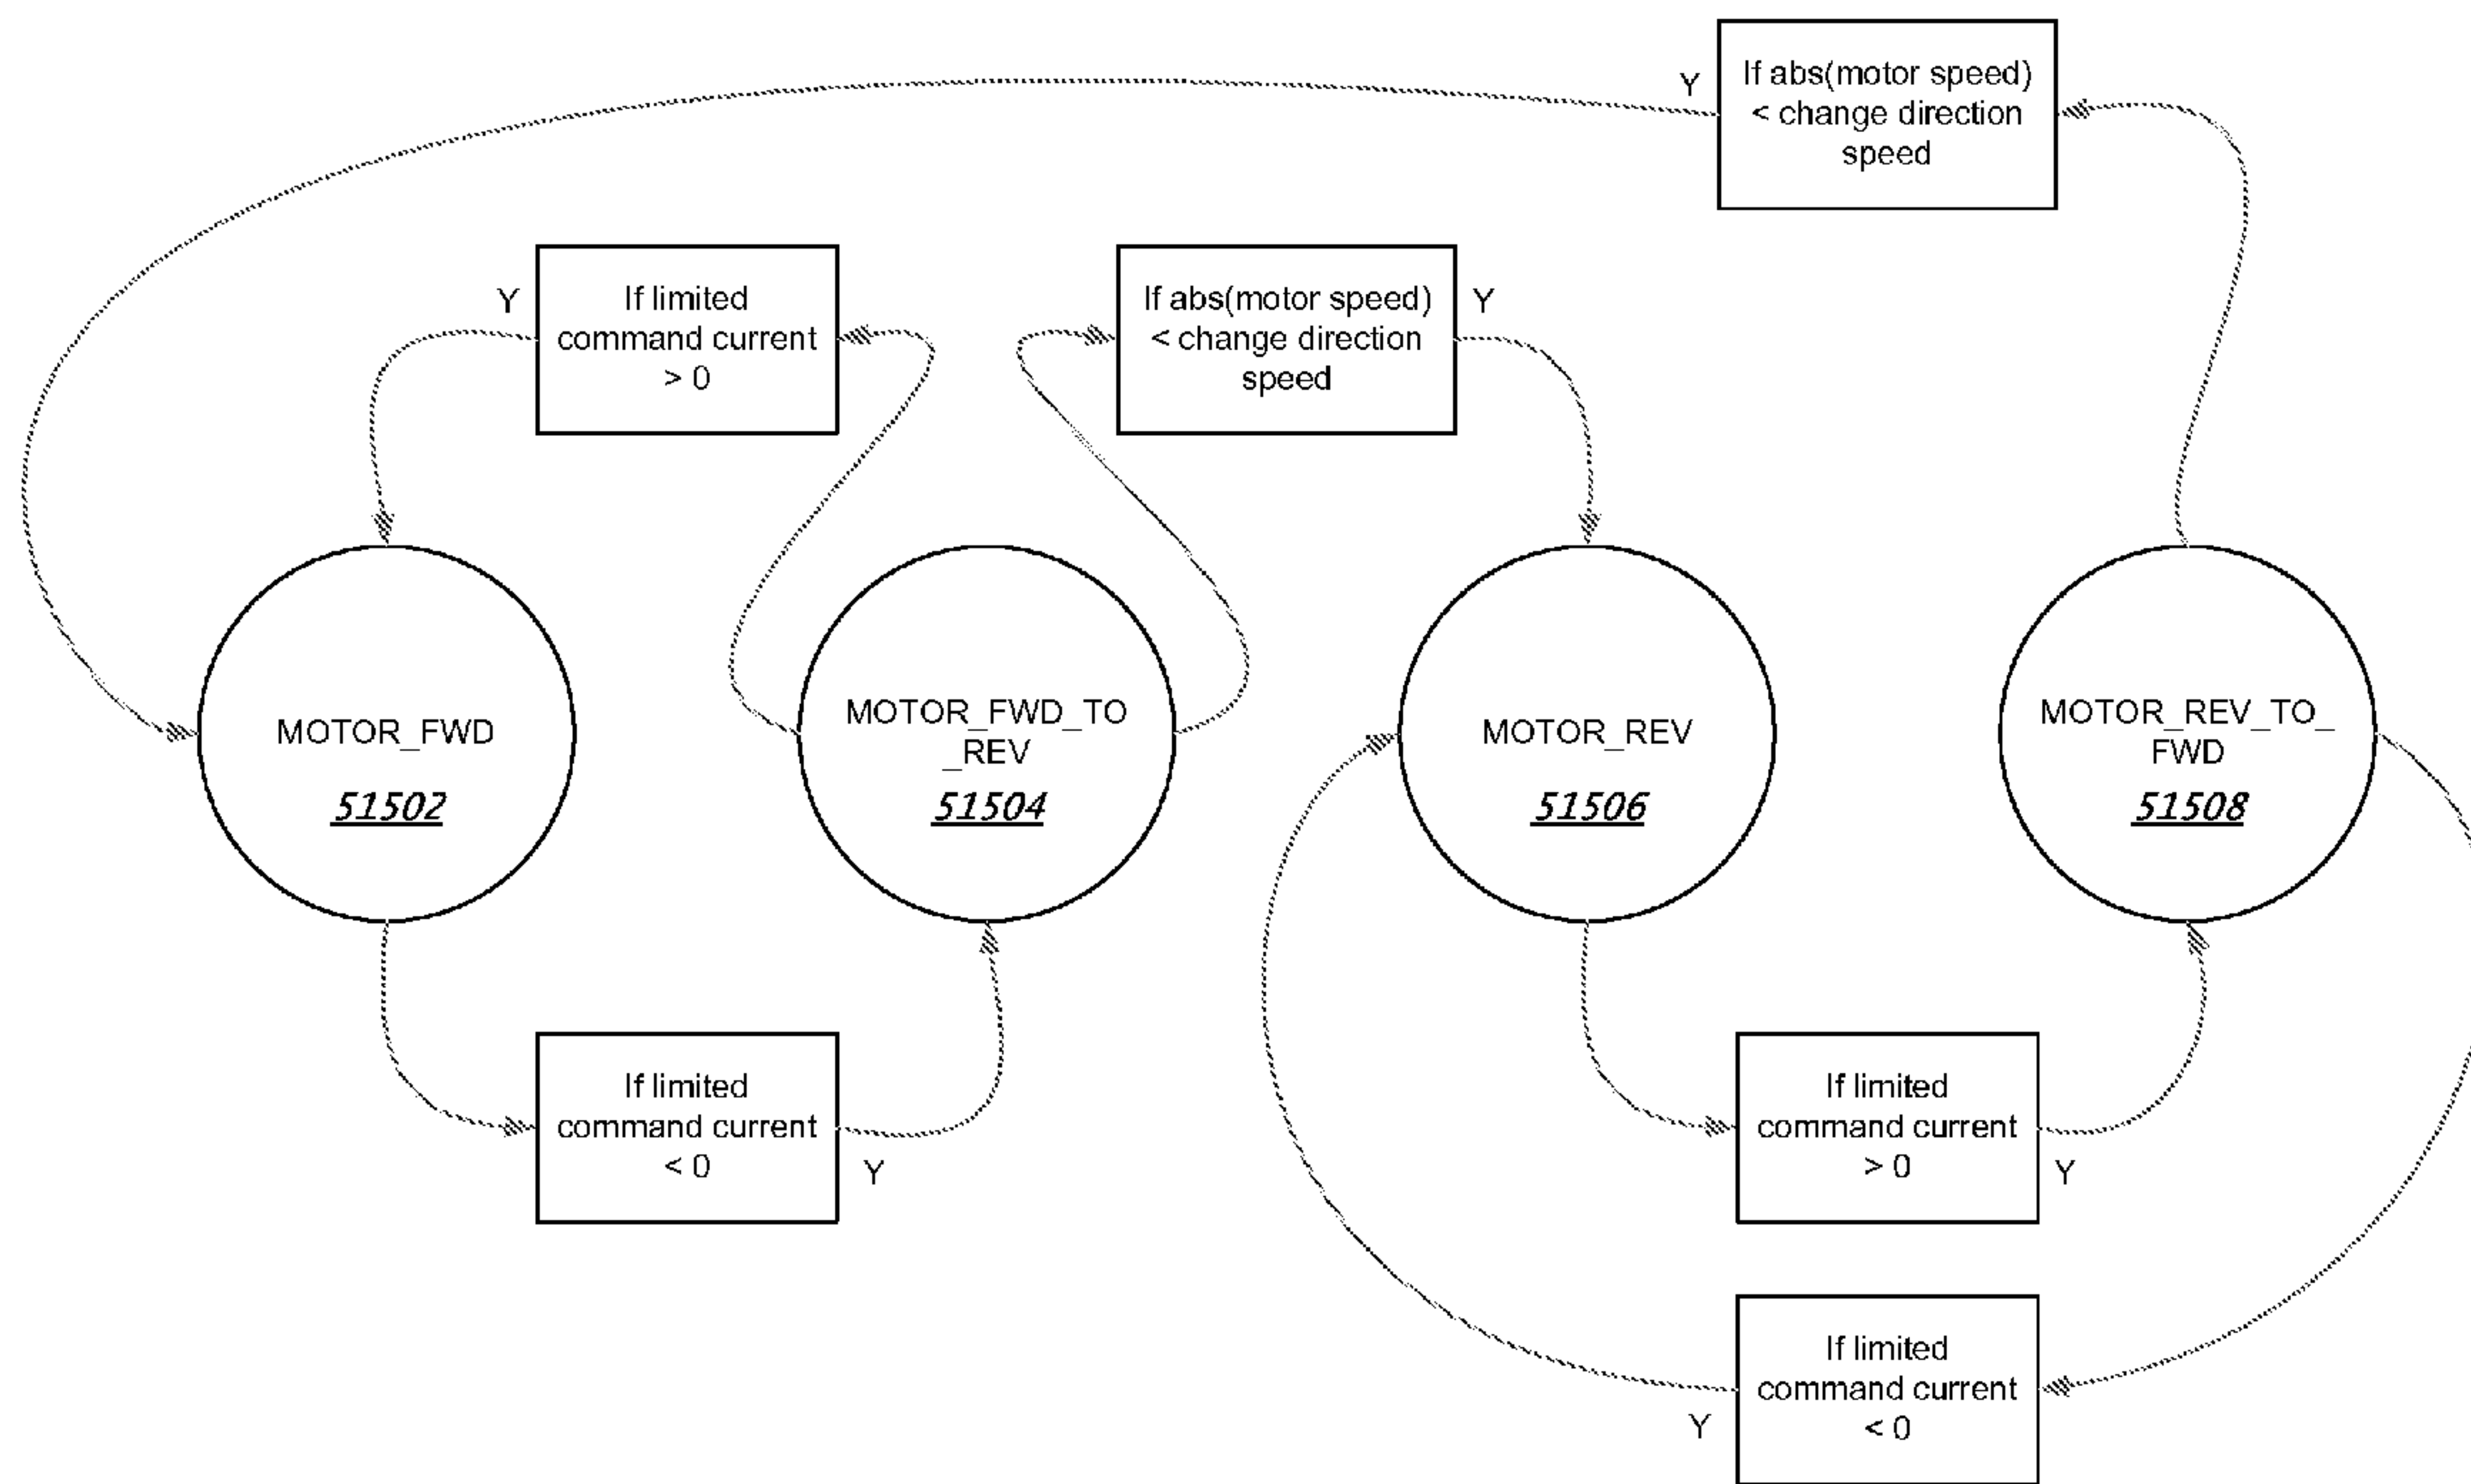 If abs(motor speed)
< change direction
speed
Y
Y
If limited
command current
> 0
If abs(motor speed)
< change direction
speed
Y
MOTOR_FWD
51502
MOTOR_FWD_TO
_REV
51504
MOTOR_REV
51506
MOTOR_REV_TO_
FWD
51508
If limited
command current
< 0
Y
If limited
command current
> 0
Y
If limited
command current
< 0
Y